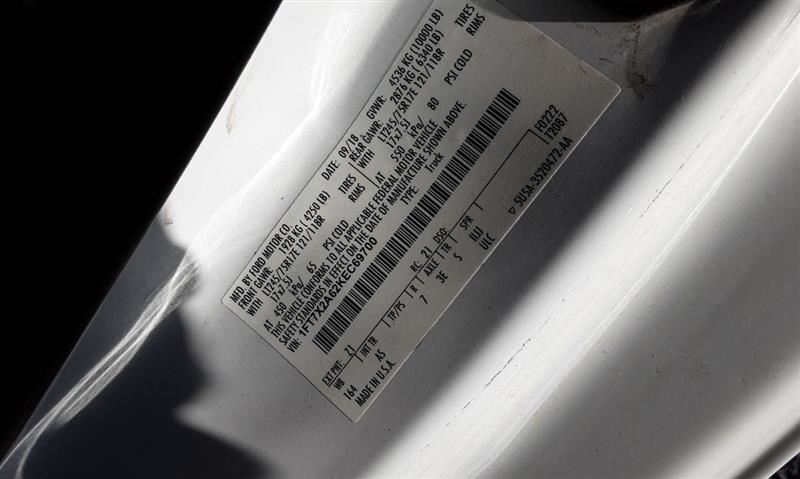 MFD. BY FORD MOTOR CO.
DATE: 09/18 GVWR: 4536 KG (10000 LB)
FRONT GAWR: 1928 KG (4250 LB) REAR GAWR: 2876 KG (6340 LB)
WITH LT245/75R17E 121/118R TIRES WITH LT245/75R17E 121/118R TIRES
17x7.5J RIMS 17x7.5J RIMS
AT 450 kPa/ 65 PSI COLD AT 550 kPa/ 80 PSI COLD
THIS VEHICLE CONFORMS TO ALL APPLICABLE FEDERAL MOTOR VEHICLE
SAFETY STANDARDS IN EFFECT ON THE DATE OF MANUFACTURE SHOWN ABOVE.
VIN: 1FT7X2A62KEC69700 TYPE: Truck
F0222
12087
EXT PNT: Z1 RC: 21 DSO:
WB INT TR TP/PS R AXLE TR SPR
164 AS 7 3E S IIJJ
MADE IN U.S.A. ULC
5U5A-3520472-AA